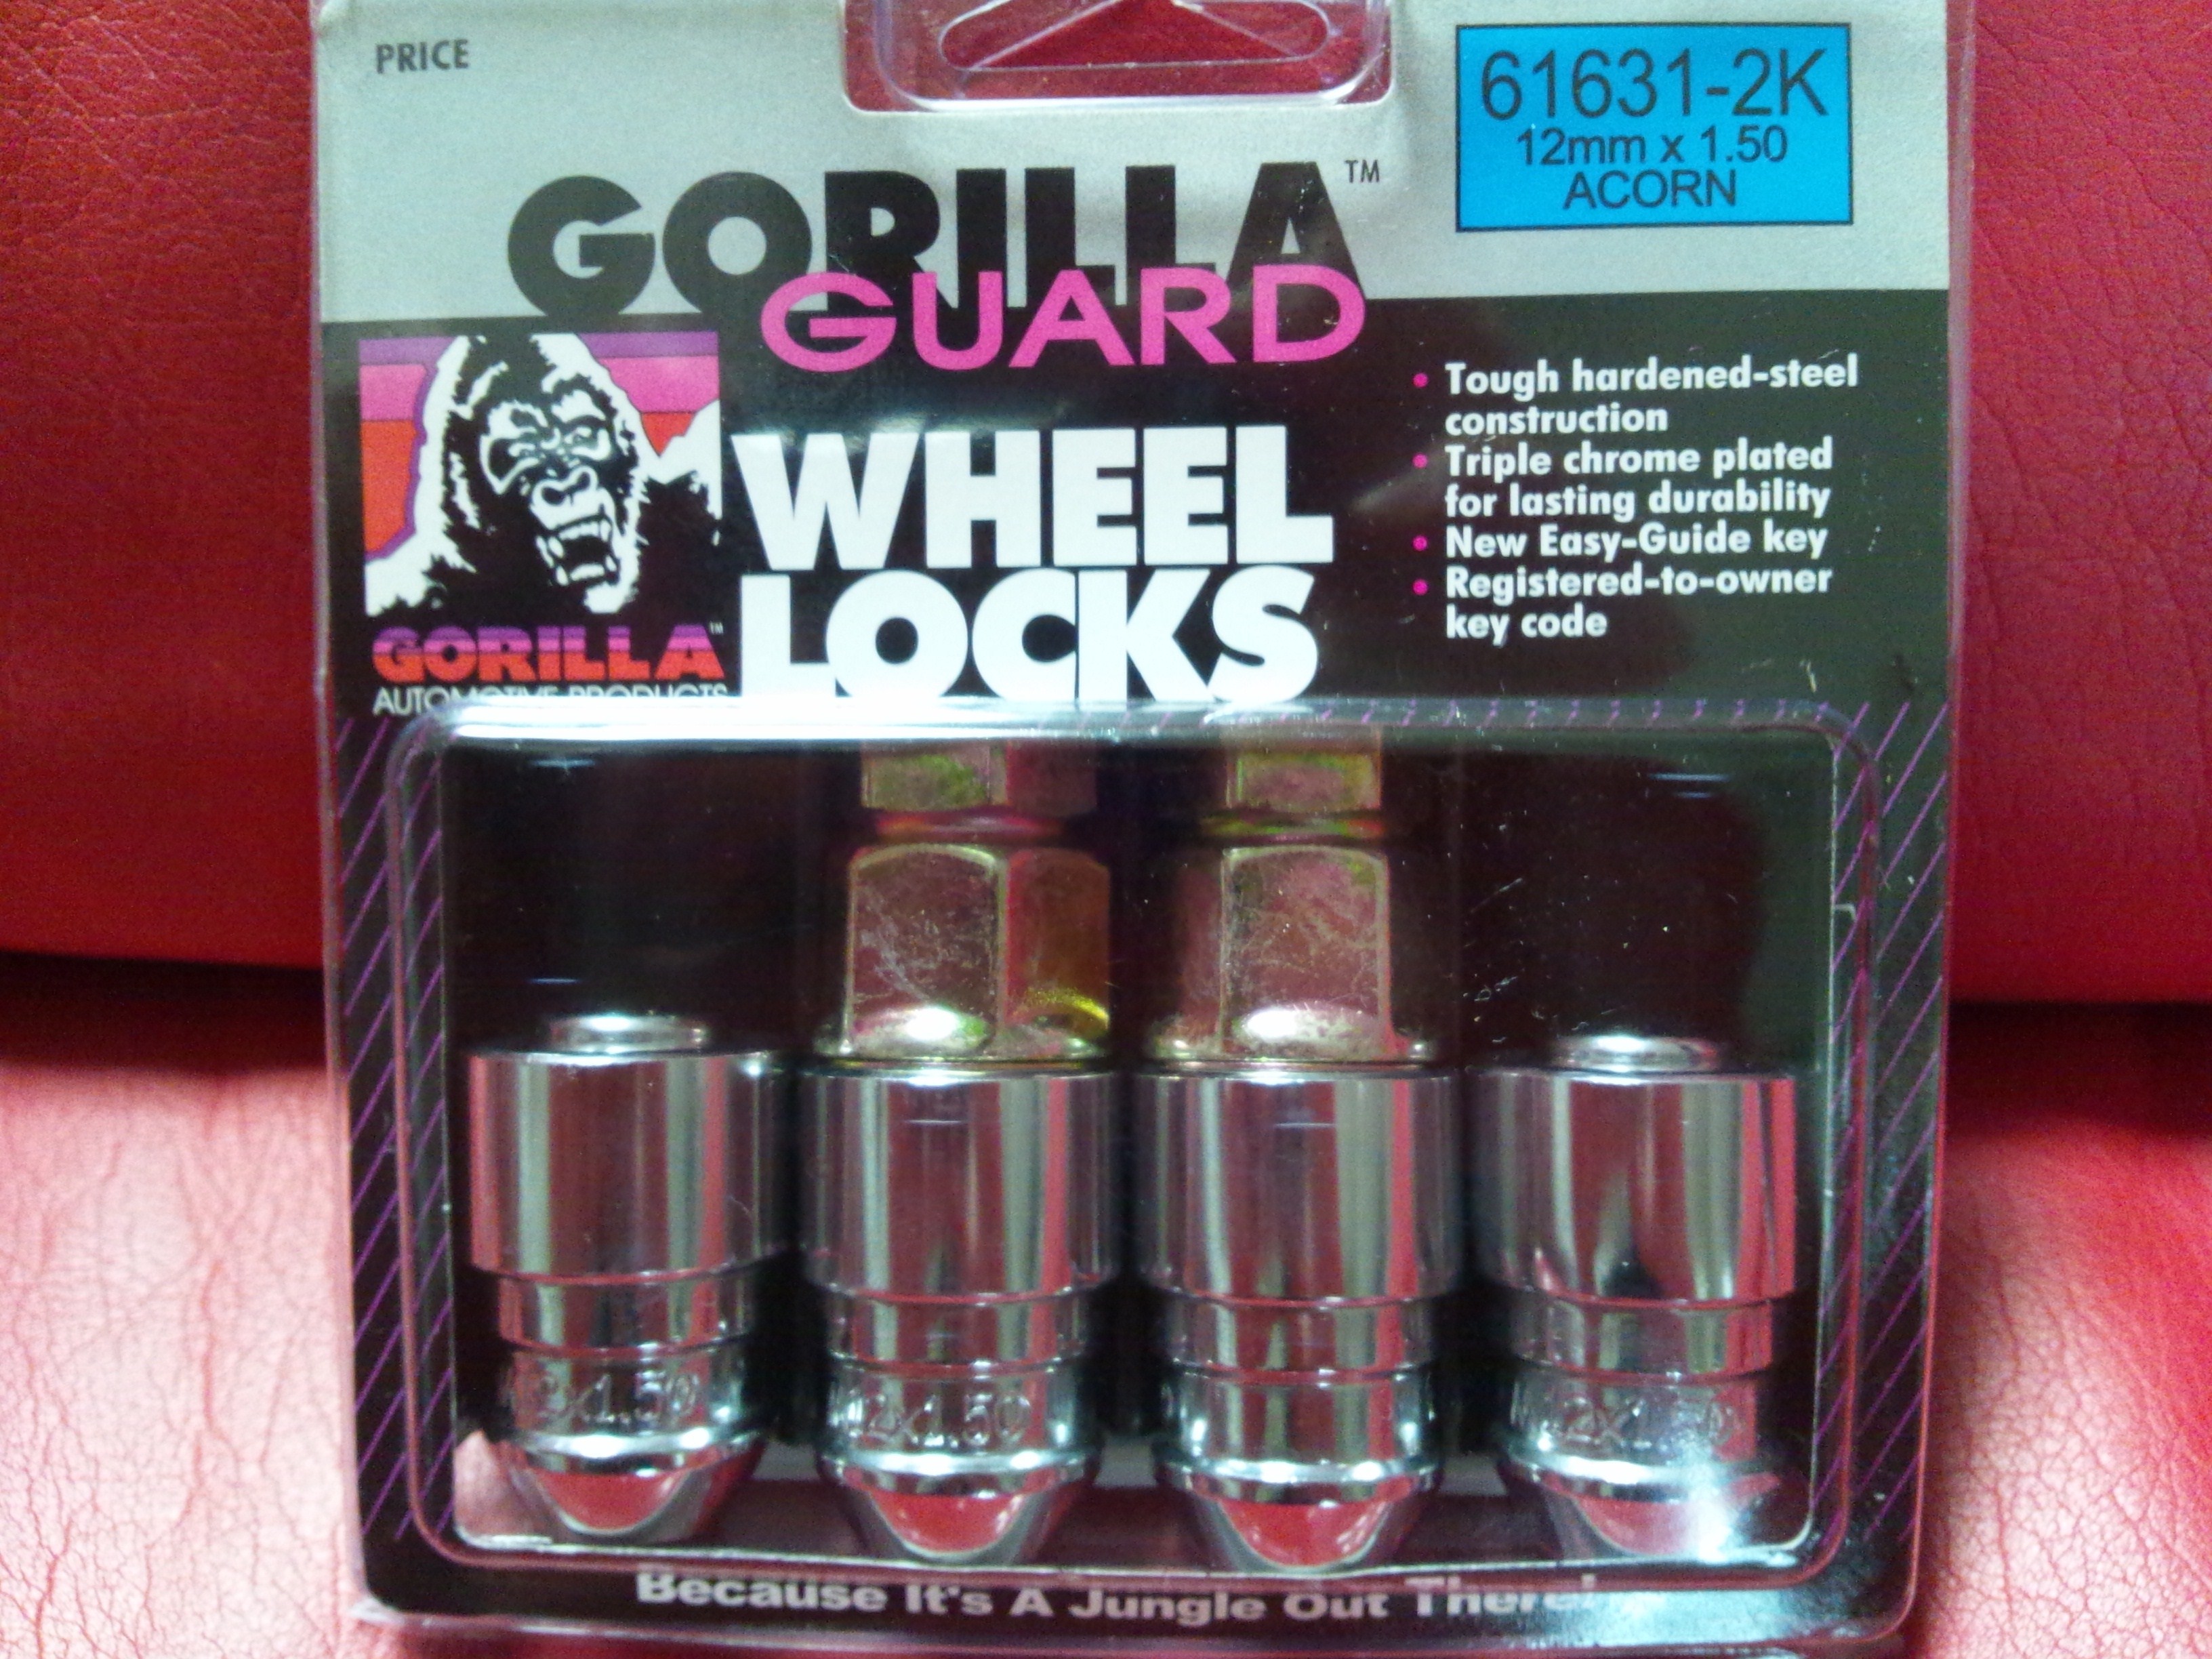 PRICE
61631-2K
12mm x 1.50
ACORN
GORILLA™
GUARD
WHEEL
LOCKS
• Tough hardened-steel
construction
• Triple chrome plated
for lasting durability
• New Easy-Guide key
• Registered-to-owner
key code
GORILLA™
AUTOMOTIVE PRODUCTS
12x1.50
Because It's A Jungle Out There!